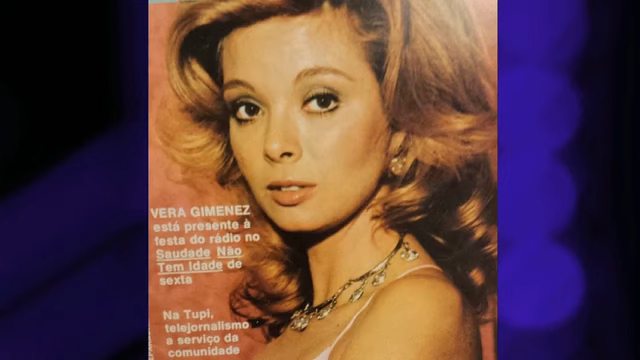 VERA GIMENEZ
está presente à
festa do rádio no
Saudade Não
Tem Idade de
sexta
Na Tupi,
telejornalismo
a serviço da
comunidade